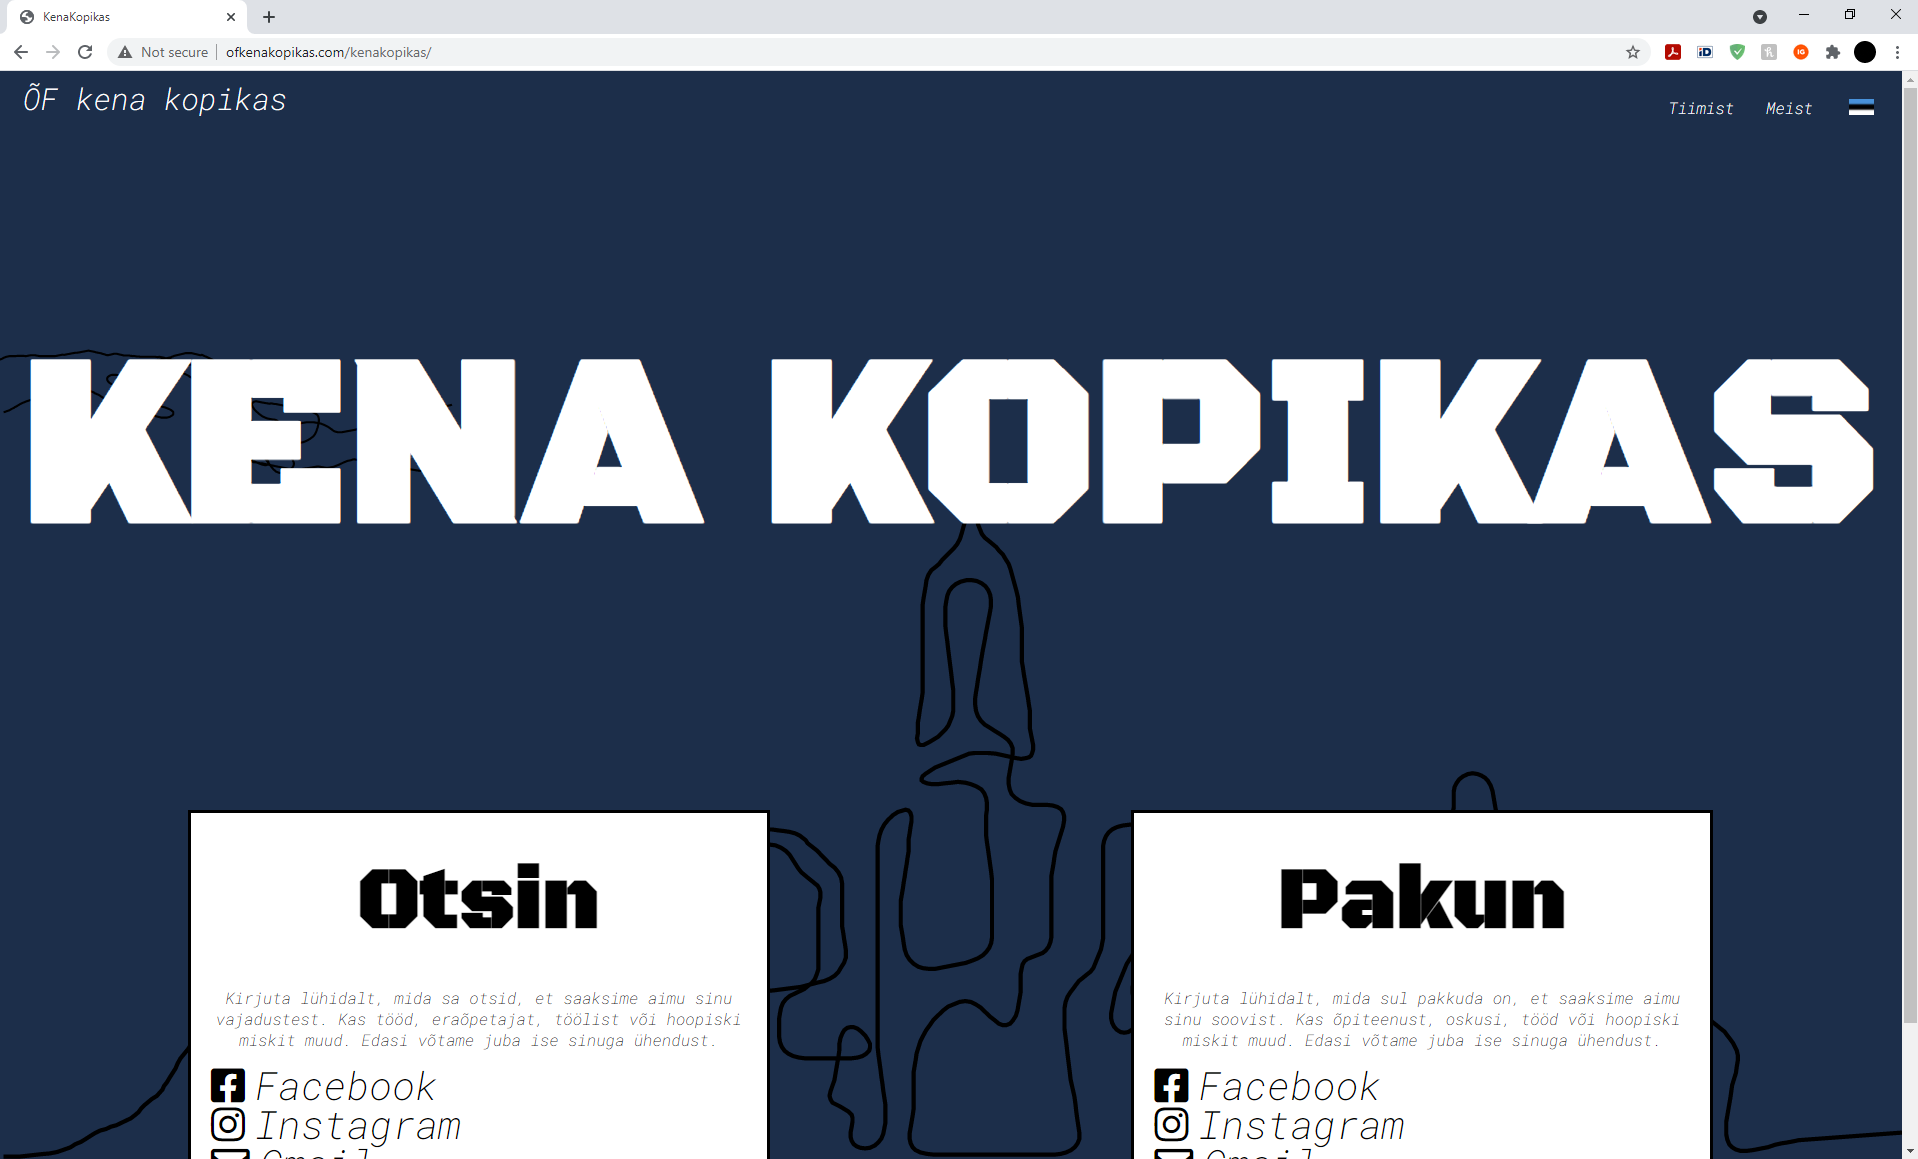 KenaKopikas
Not secure
ofkenakopikas.com/kenakopikas/
ÕF kena kopikas
Tiimist
Meist
KENA KOPIKAS
Otsin
Kirjuta lühidalt, mida sa otsid, et saaksime aimu sinu
vajadustest. Kas tööd, eraõpetajat, töölist või hoopiski
miskit muud. Edasi võtame juba ise sinuga ühendust.
Facebook
Instagram
Gmail
Pakun
Kirjuta lühidalt, mida sul pakkuda on, et saaksime aimu
sinu soovist. Kas õpiteenust, oskusi, tööd või hoopiski
miskit muud. Edasi võtame juba ise sinuga ühendust.
Facebook
Instagram
Gmail